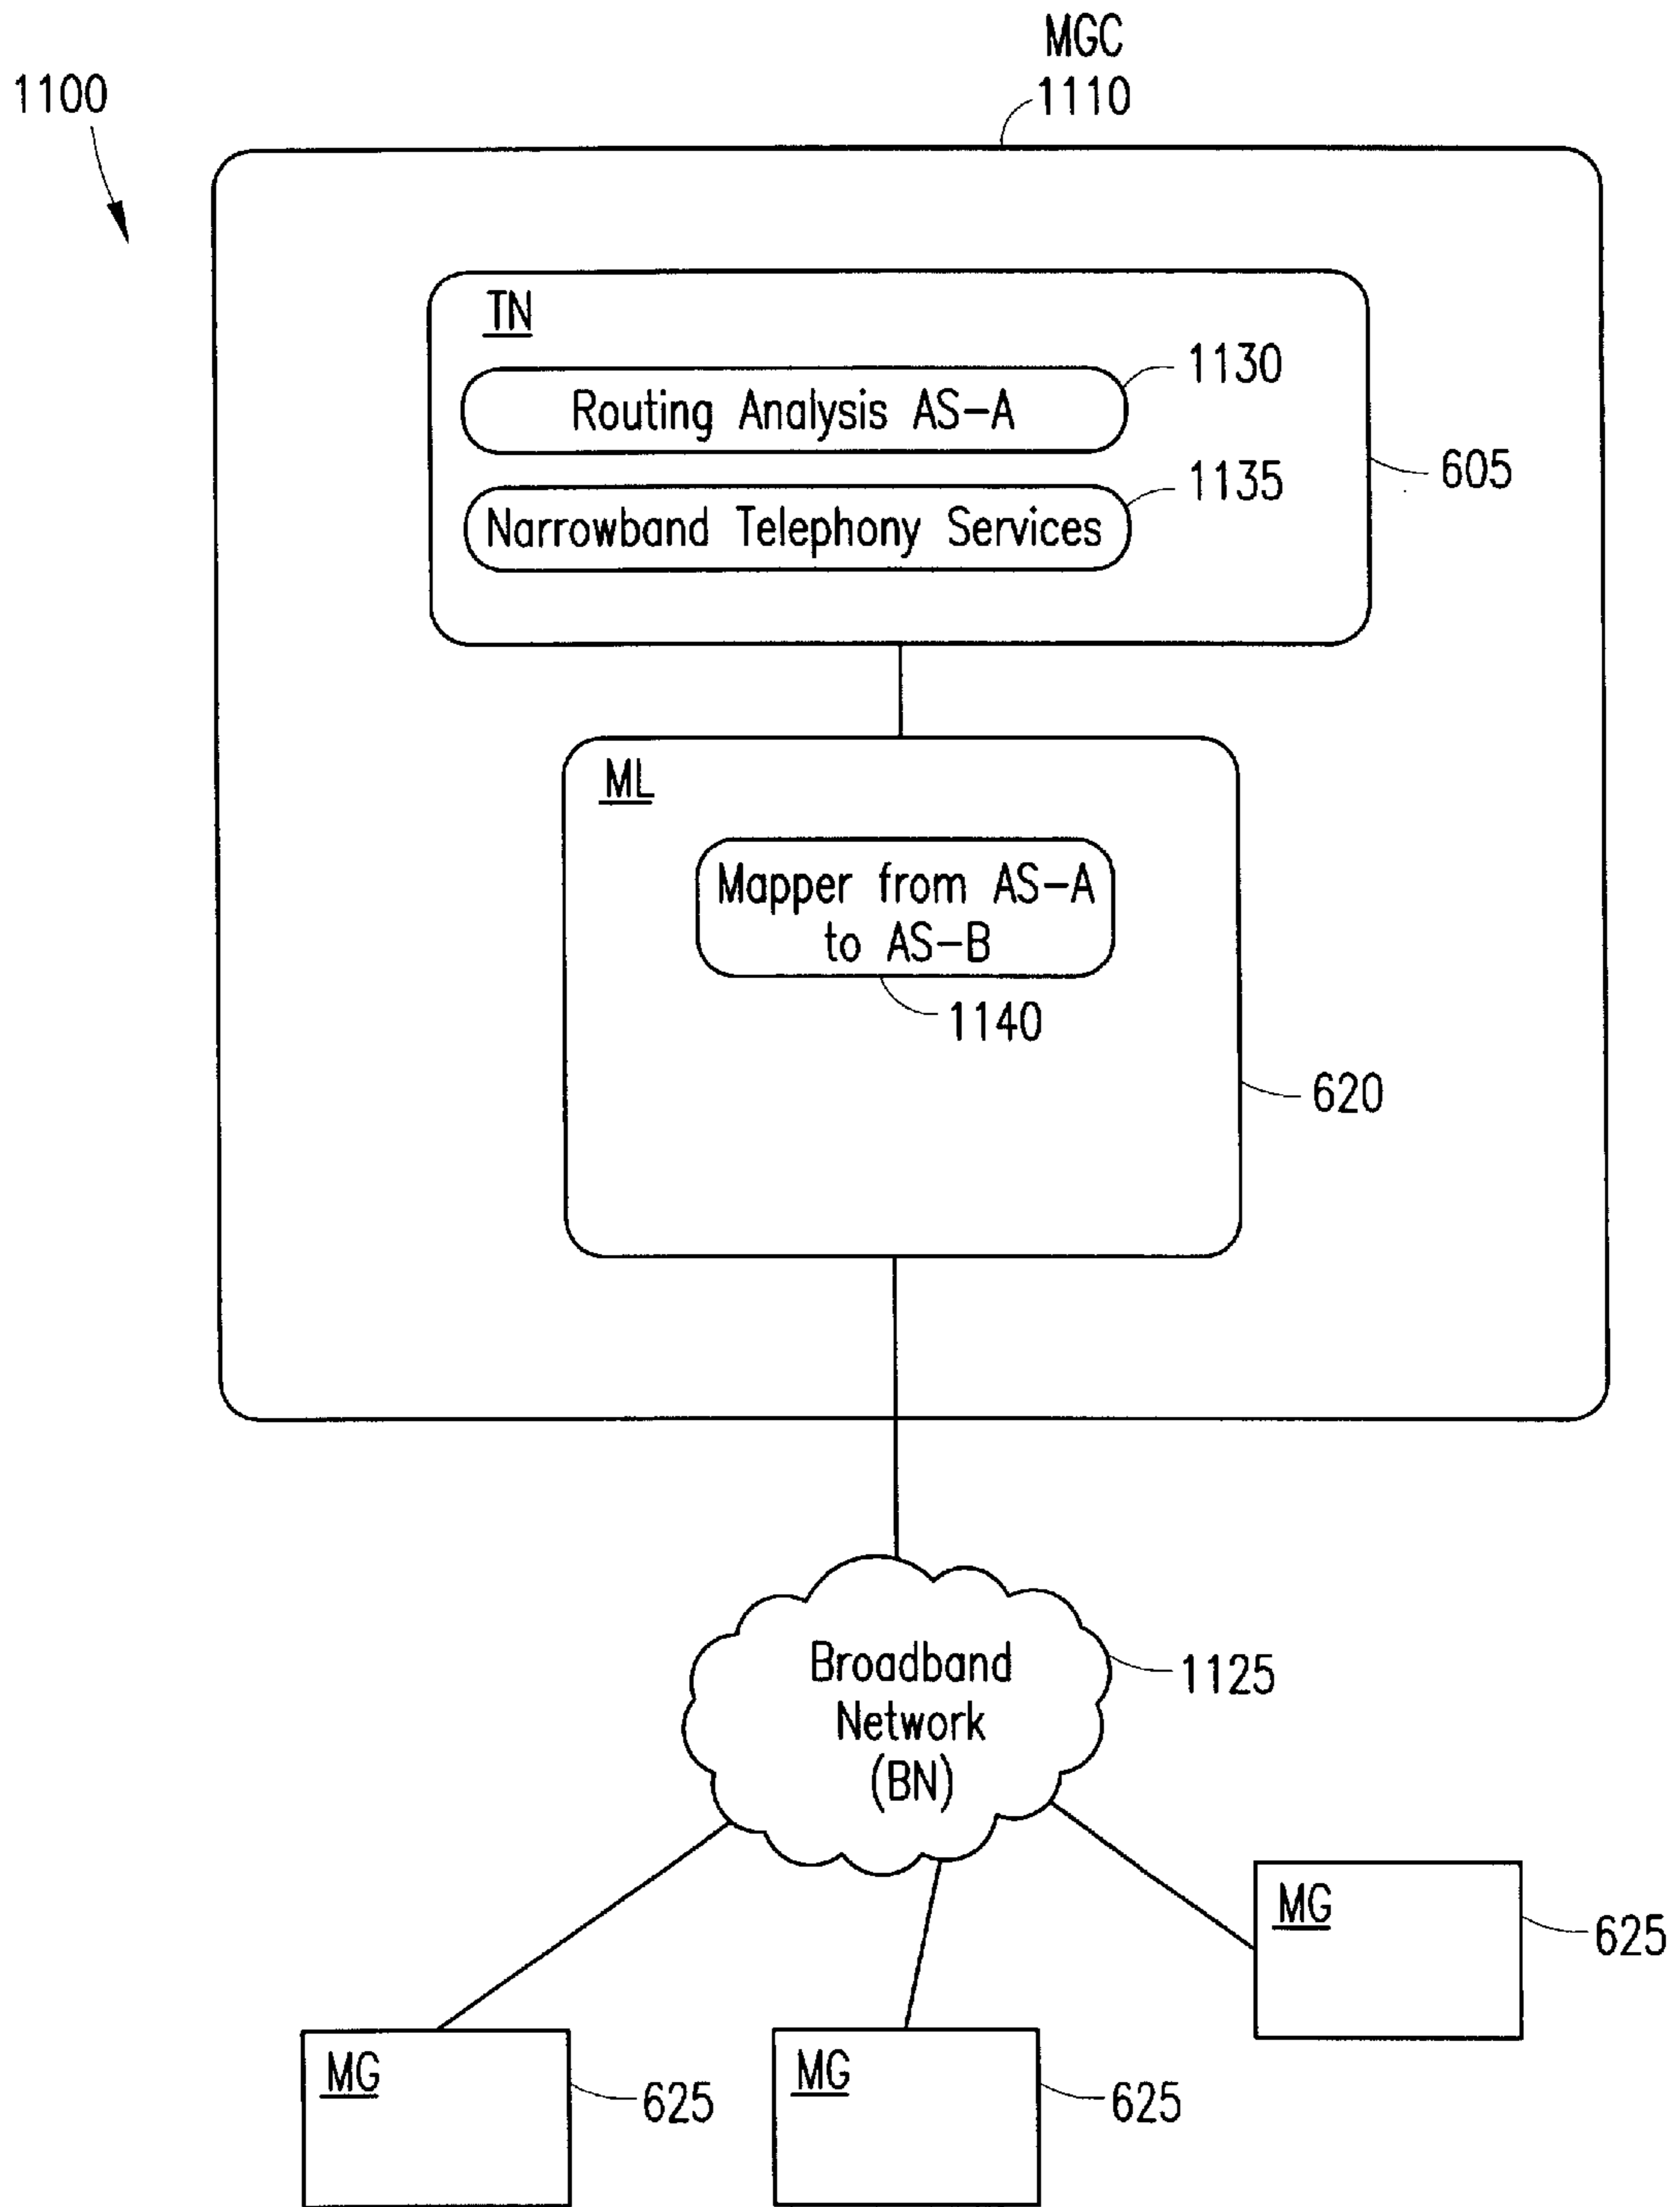 MGC
1110
1100
TN
1130
Routing Analysis AS-A
605
1135
Narrowband Telephony Services
ML
Mapper from AS-A
to AS-B
1140
620
Broadband
Network
(BN)
1125
MG
625
MG
625
MG
625